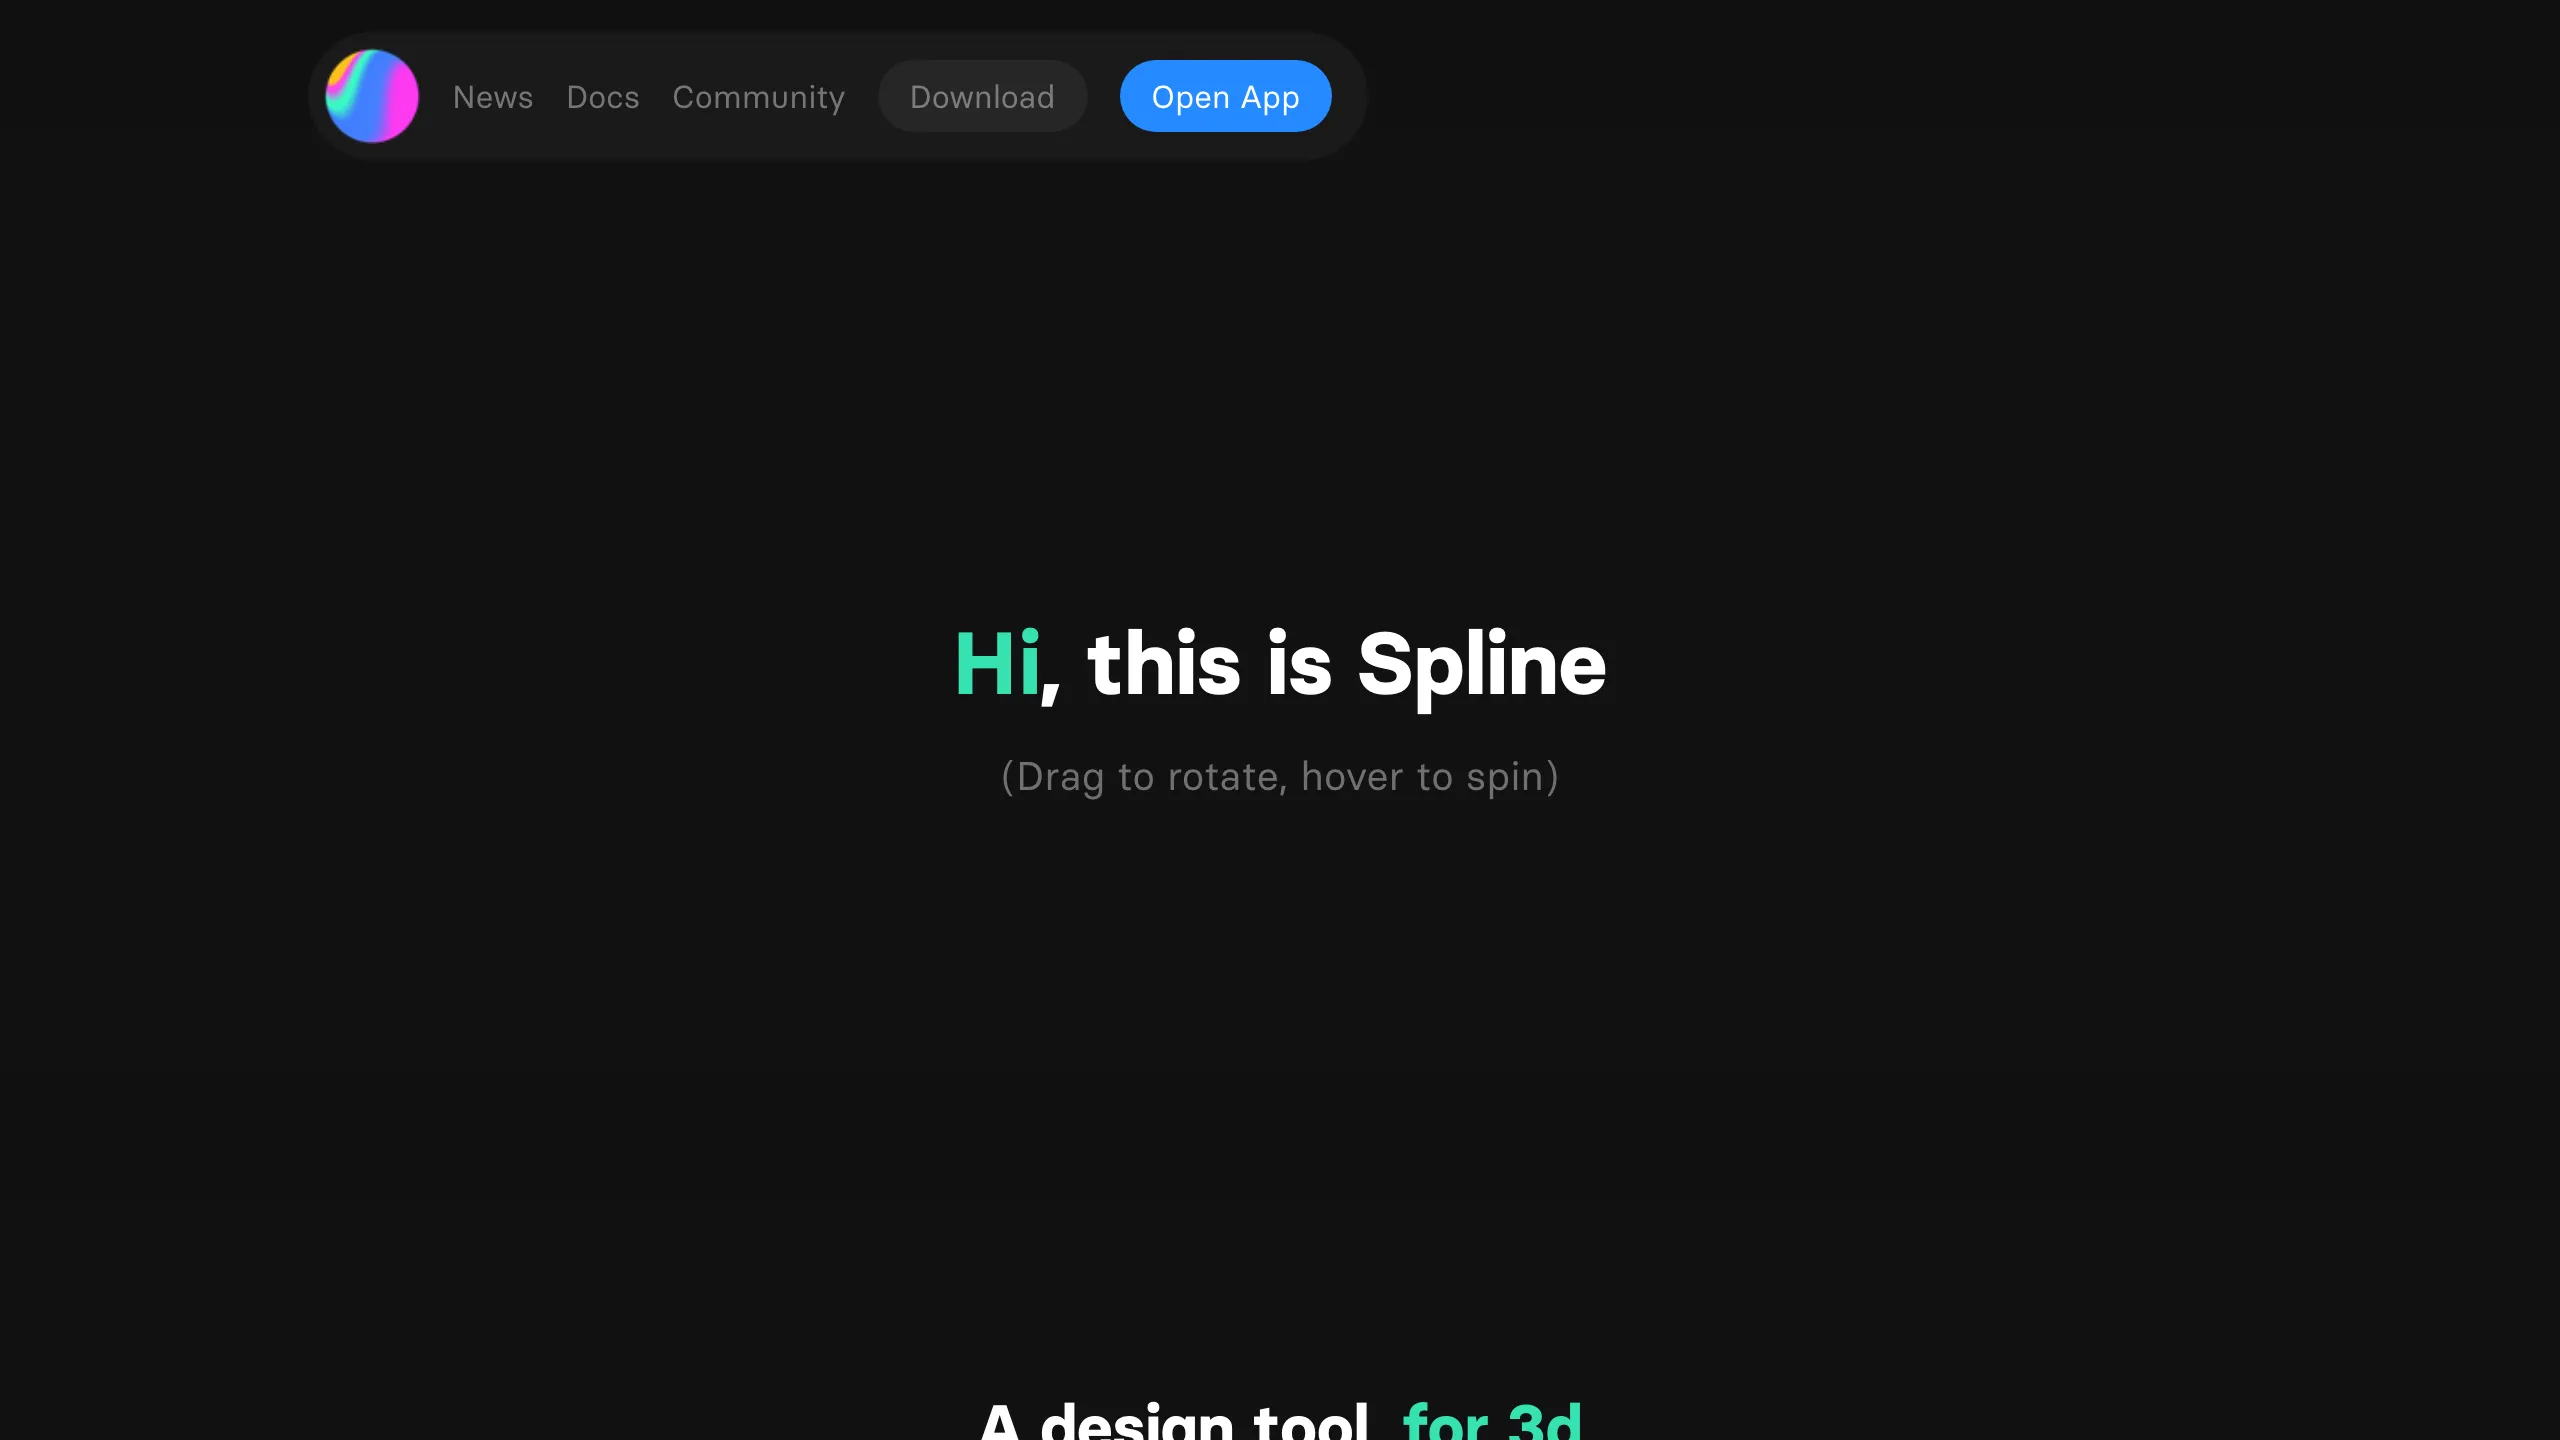 News Docs Community Download Open App
Hi, this is Spline
(Drag to rotate, hover to spin)
A design tool for 3d